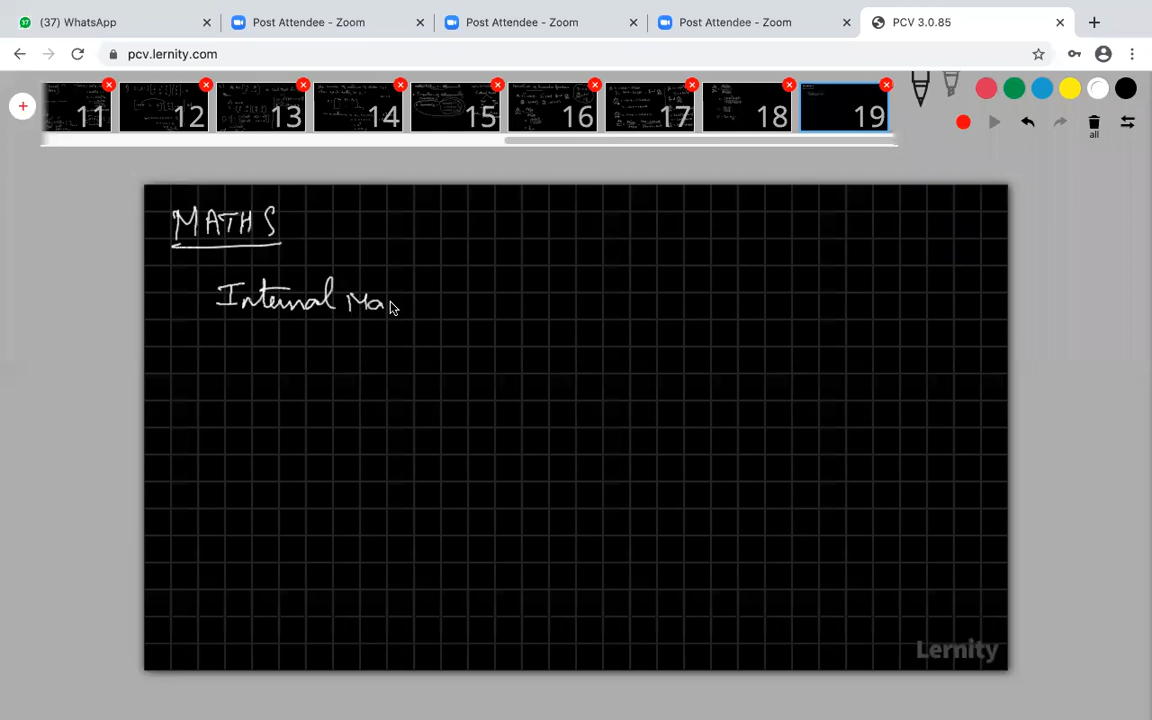 (37) WhatsApp
Post Attendee - Zoom
Post Attendee - Zoom
Post Attendee - Zoom
PCV 3.0.85
pcv.lernity.com
11
12
13
14
15
16
17
18
19
all
MATHS
Internal Ma
Lernity